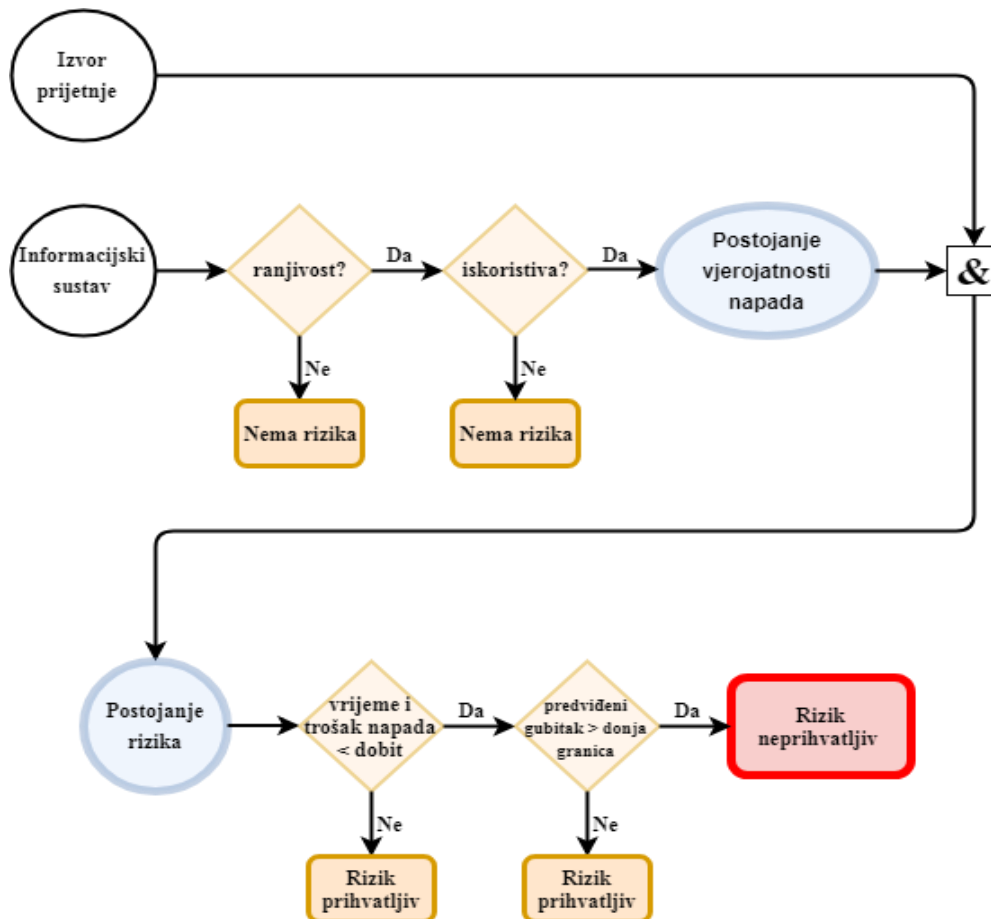 Izvor
prijetnje
Informacijski
sustav
ranjivost?
Da
iskoristiva?
Da
Postojanje
vjerojatnosti
napada
&
Ne
Nema rizika
Ne
Nema rizika
Postojanje
rizika
vrijeme i
trošak napada
< dobit
Da
predviđeni
gubitak > donja
granica
Da
Rizik
neprihvatljiv
Ne
Rizik
prihvatljiv
Ne
Rizik
prihvatljiv